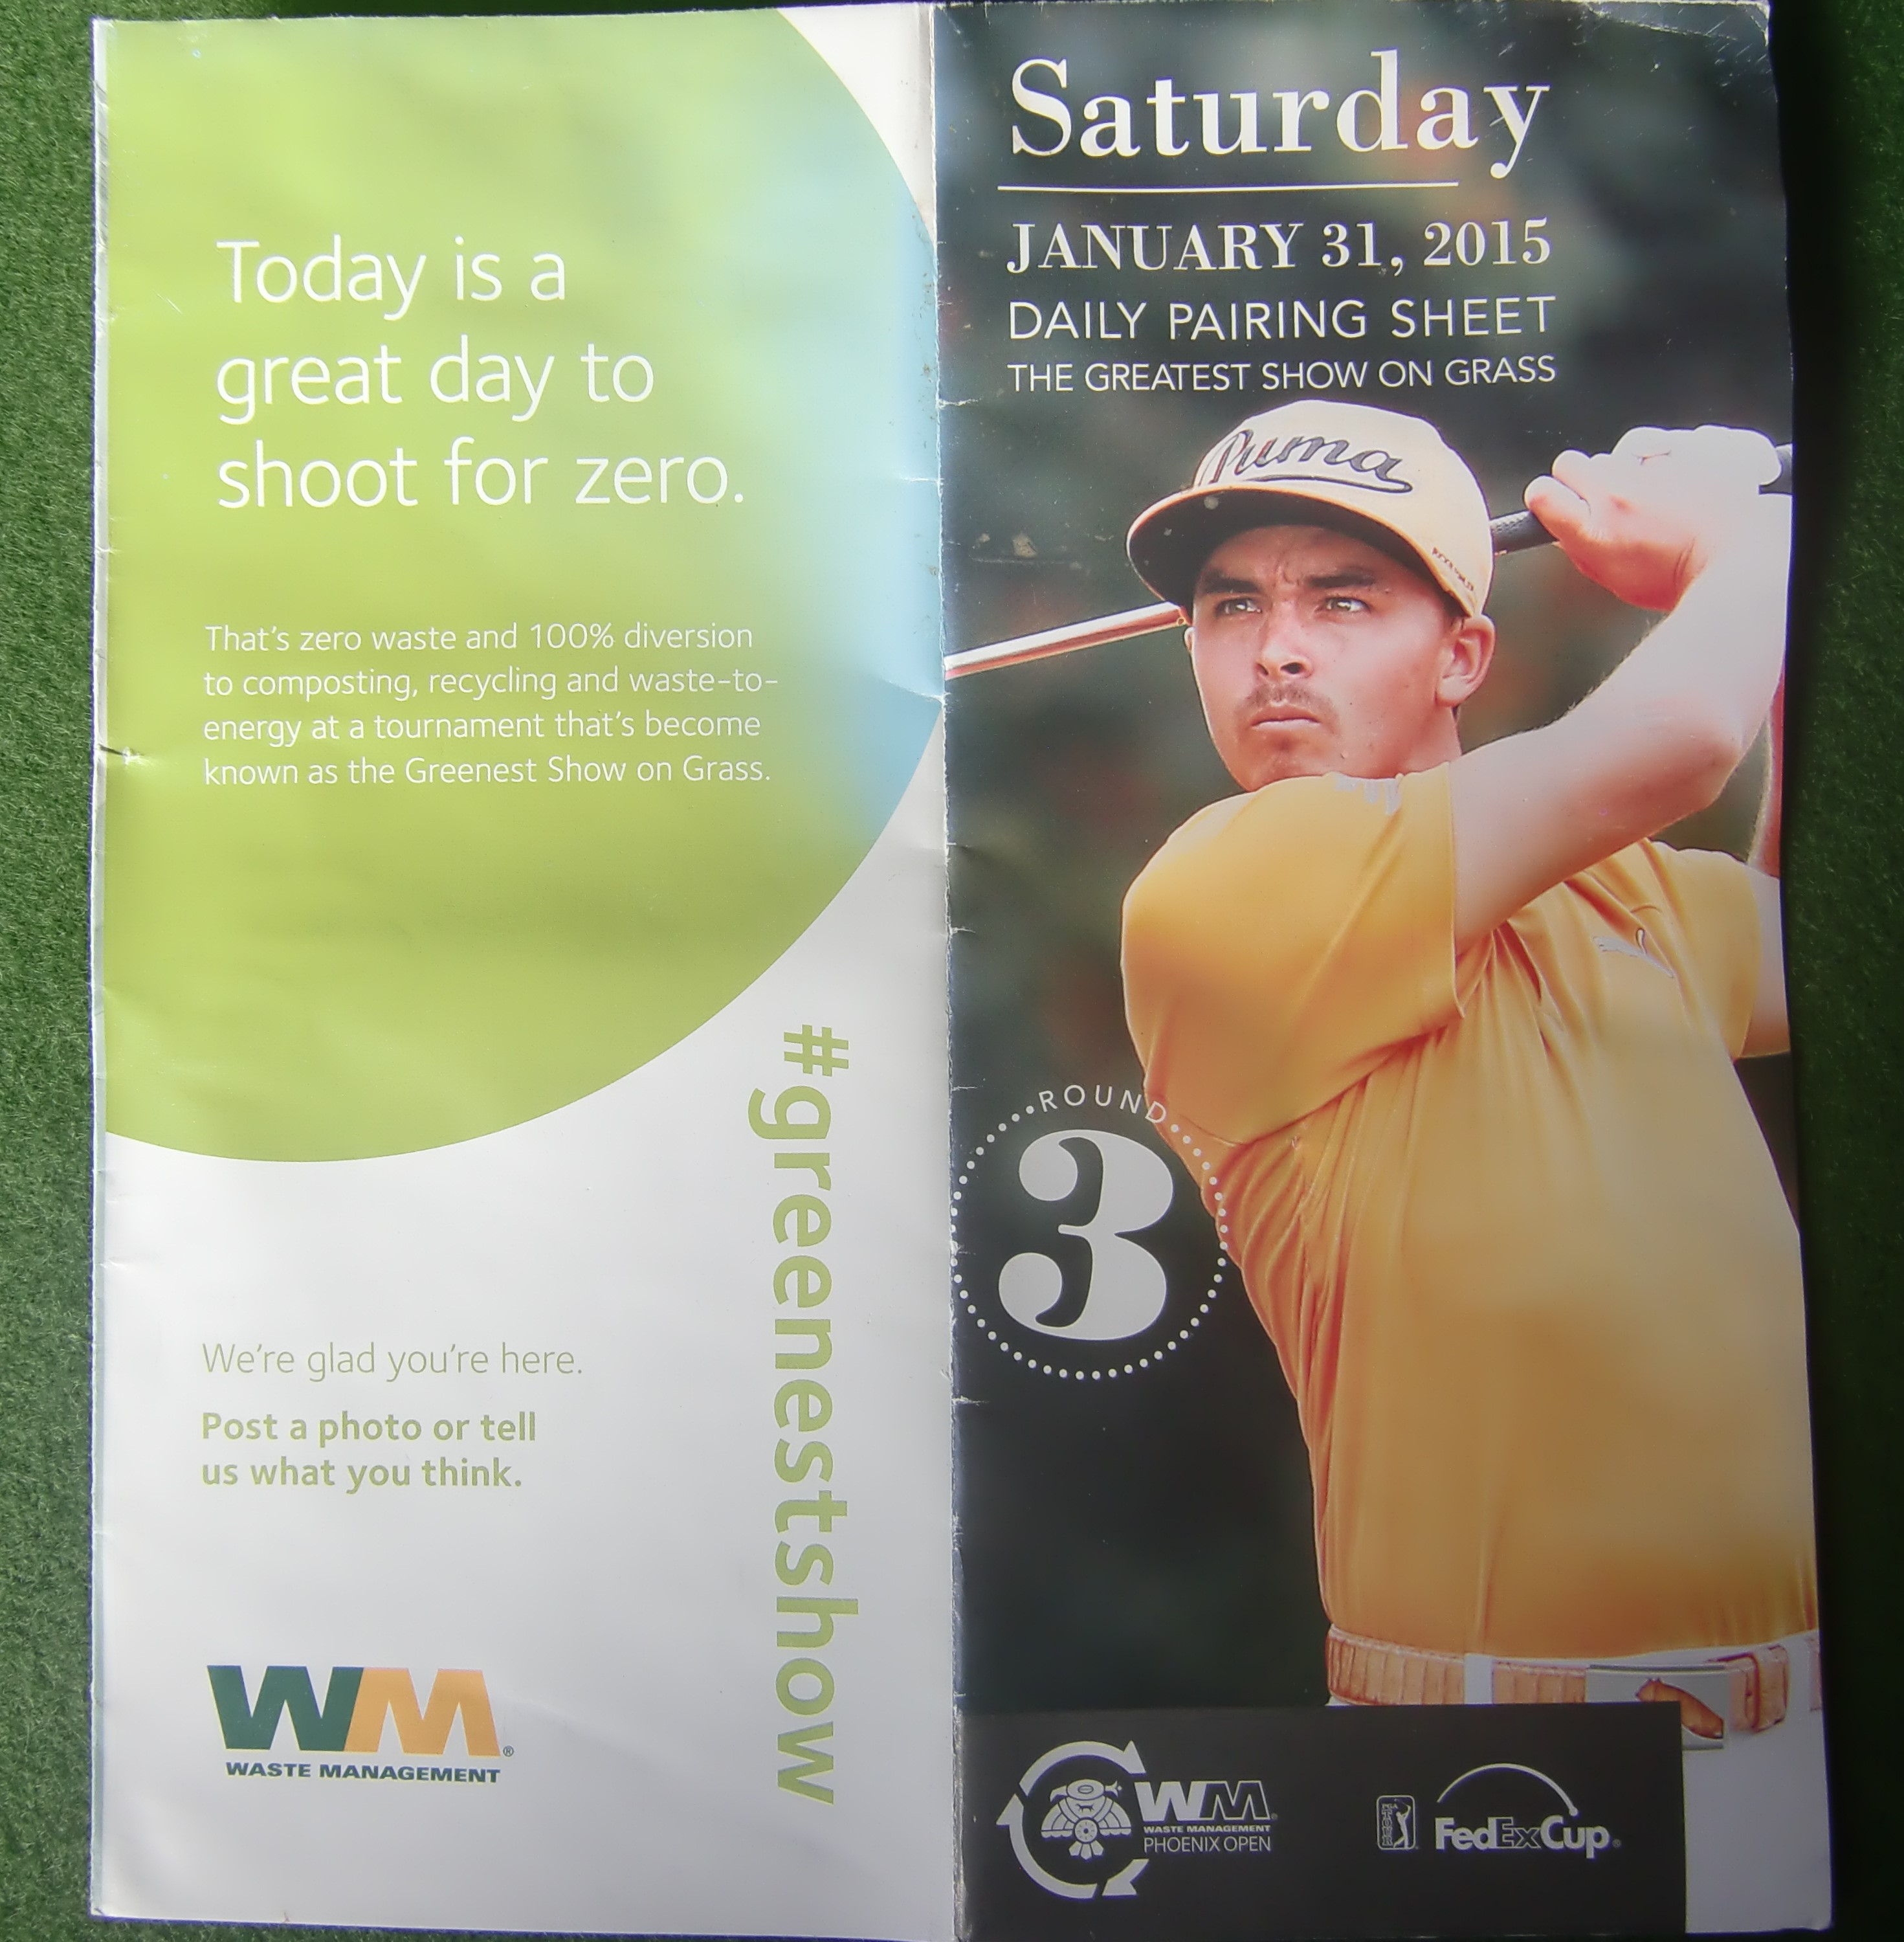 Today is a
great day to
shoot for zero.
That's zero waste and 100% diversion
to composting, recycling and waste-to-
energy at a tournament that's become
known as the Greenest Show on Grass.
#greenestshow
We're glad you're here.
Post a photo or tell
us what you think.
WM®
WASTE MANAGEMENT
Saturday
JANUARY 31, 2015
DAILY PAIRING SHEET
THE GREATEST SHOW ON GRASS
Puma
ROUND
3
WM®
WASTE MANAGEMENT
PHOENIX OPEN
PGA TOUR
FedExCup®